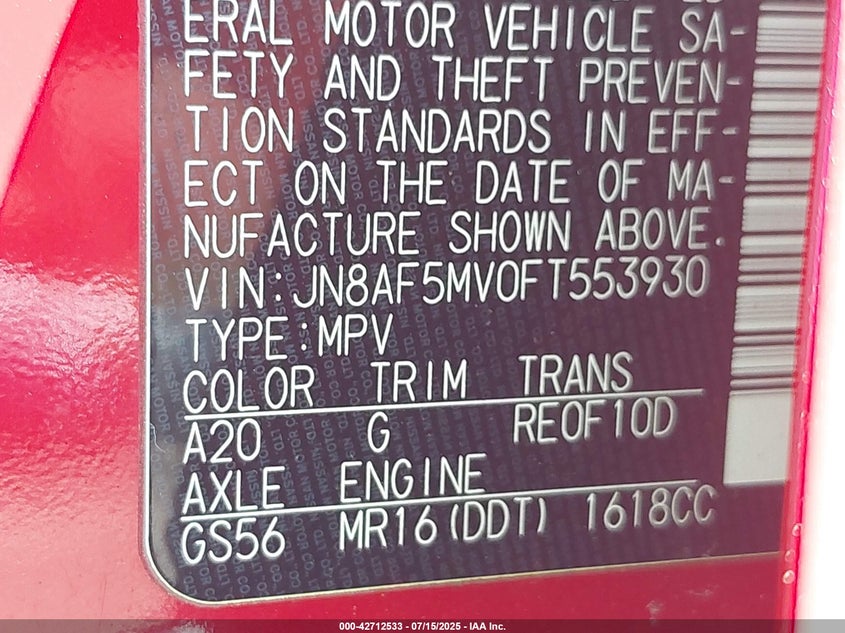 ERAL MOTOR VEHICLE SA-
FETY AND THEFT PREVEN-
TION STANDARDS IN EFF-
ECT ON THE DATE OF MA-
NUFACTURE SHOWN ABOVE.
VIN:JN8AF5MV0FT553930
TYPE:MPV
COLOR TRIM TRANS
A20 G RE0F10D
AXLE ENGINE
GS56 MR16(DDT) 1618CC
000-42712533 - 07/15/2025 - IAA Inc.